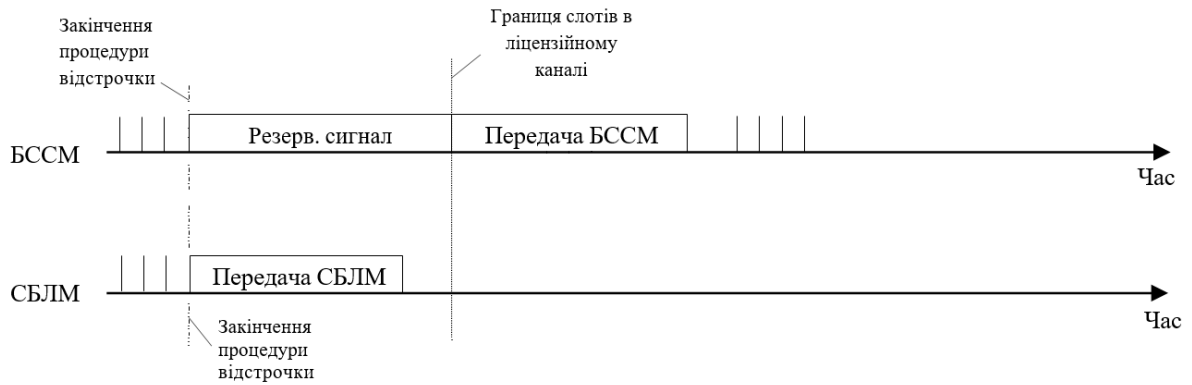 Закінчення
процедури
відстрочки
Границя слотів в
ліцензійному
каналі
Резерв. сигнал
Передача БССМ
БССМ
Час
Передача СБЛМ
СБЛМ
Час
Закінчення
процедури
відстрочки